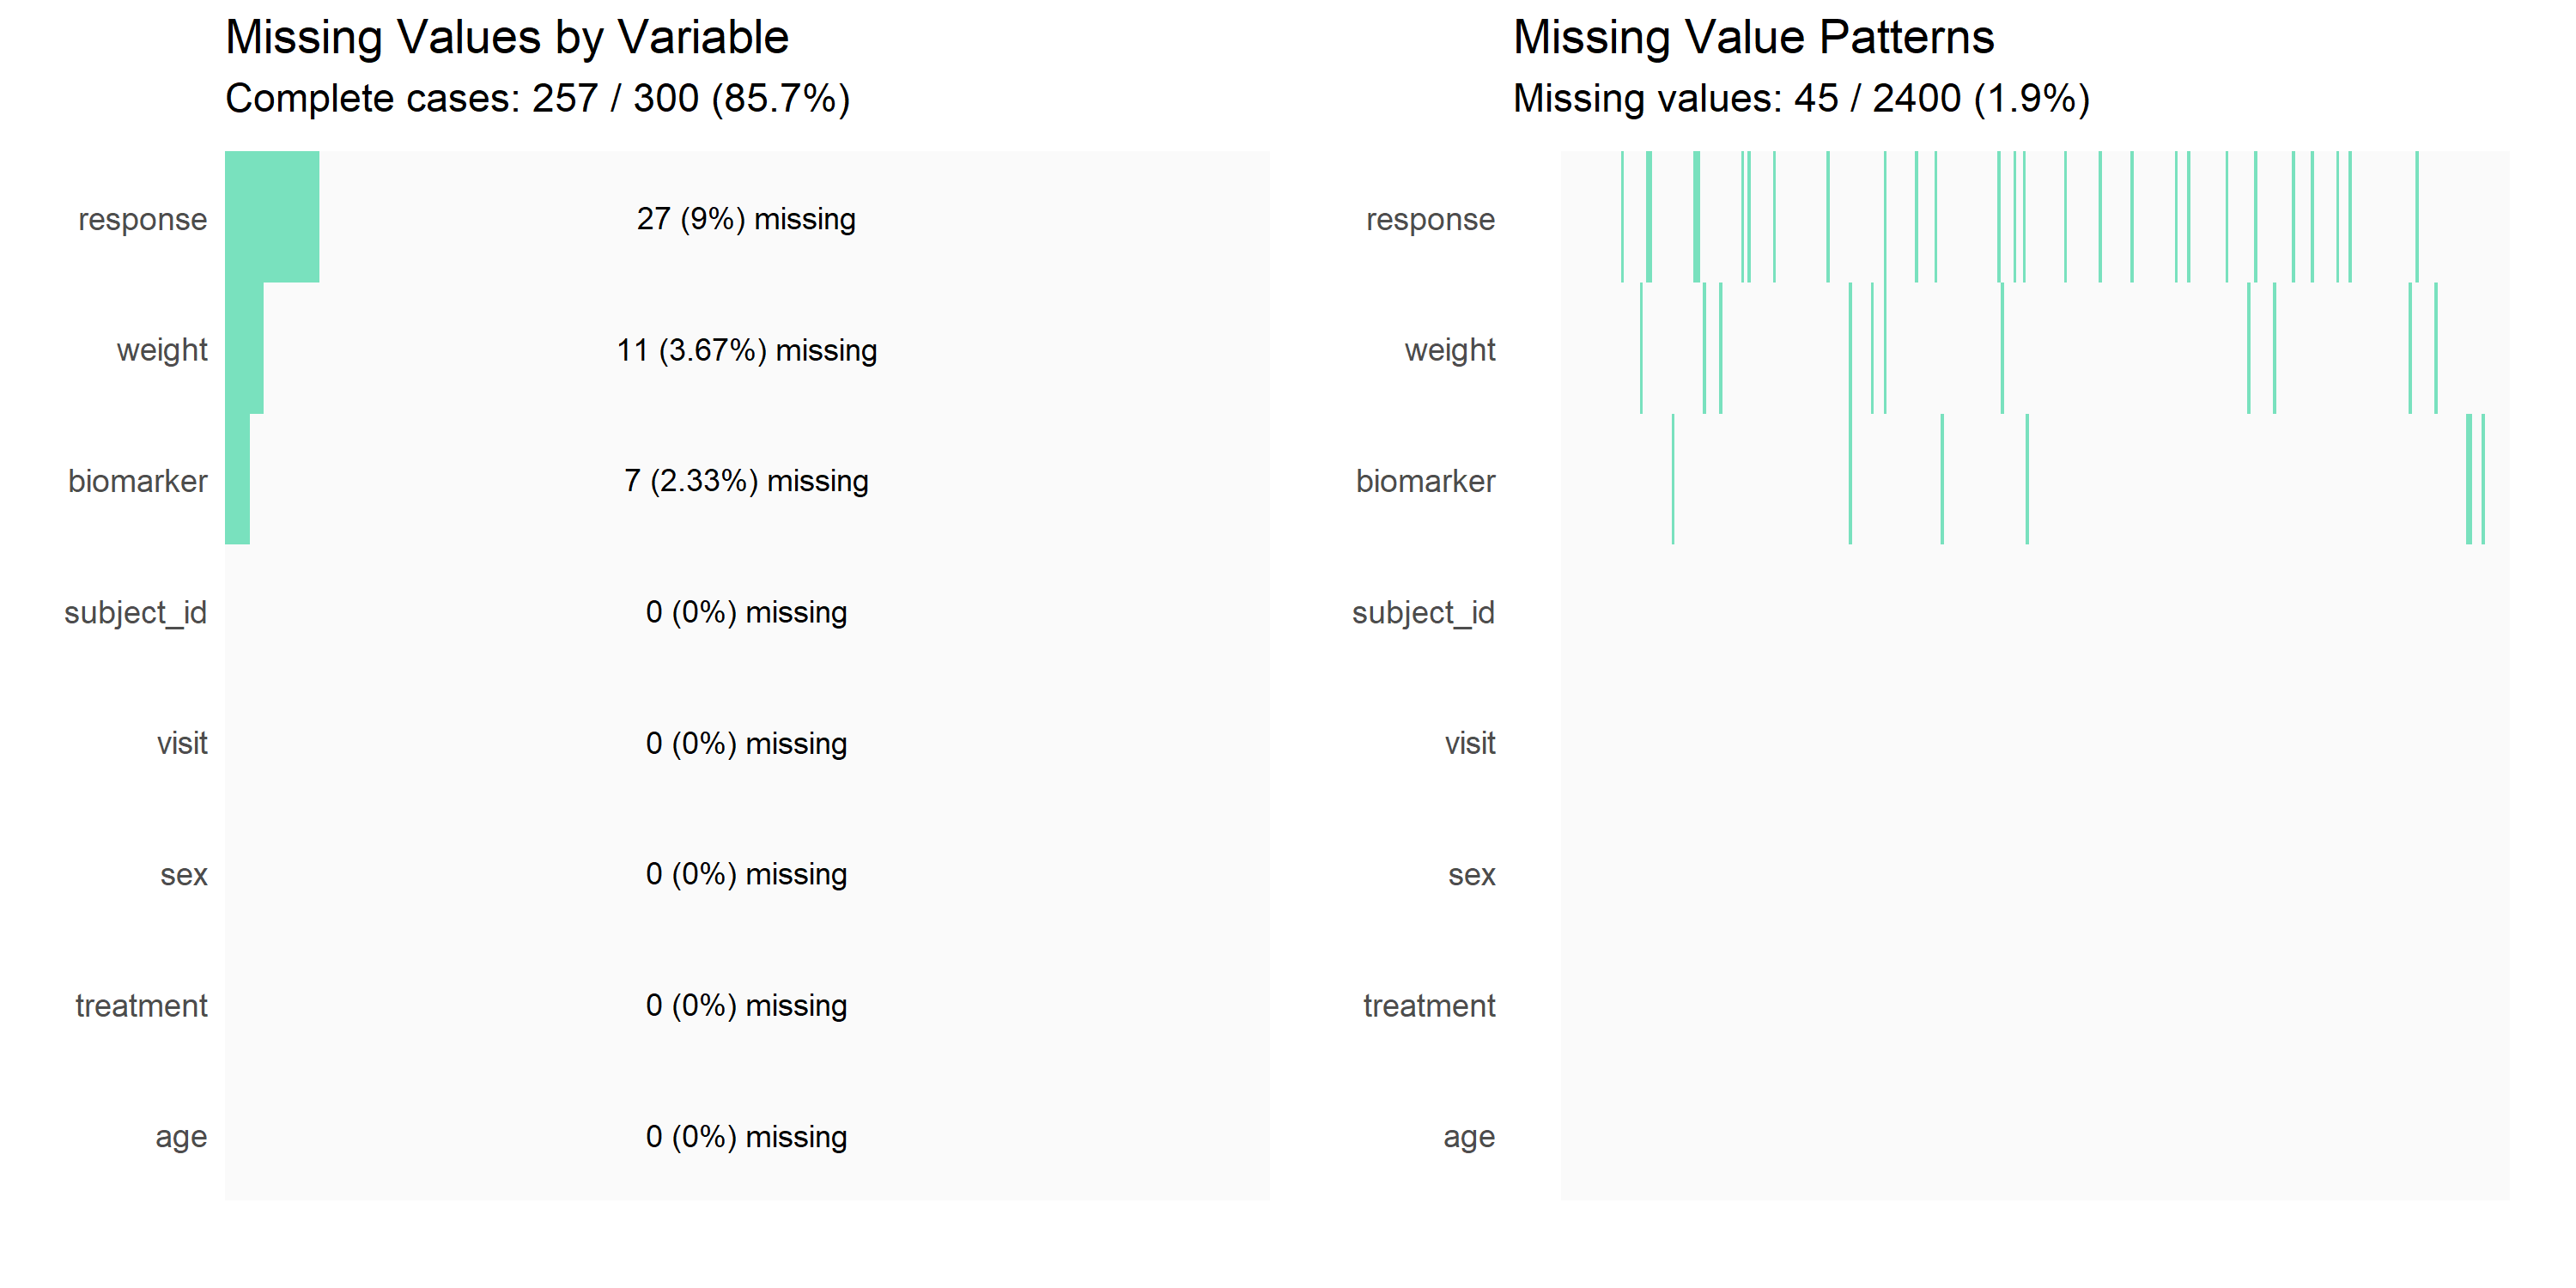 Missing Values by Variable
Complete cases: 257 / 300 (85.7%)
response
27 (9%) missing
weight
11 (3.67%) missing
biomarker
7 (2.33%) missing
subject_id
0 (0%) missing
visit
0 (0%) missing
sex
0 (0%) missing
treatment
0 (0%) missing
age
0 (0%) missing
Missing Value Patterns
Missing values: 45 / 2400 (1.9%)
response
weight
biomarker
subject_id
visit
sex
treatment
age